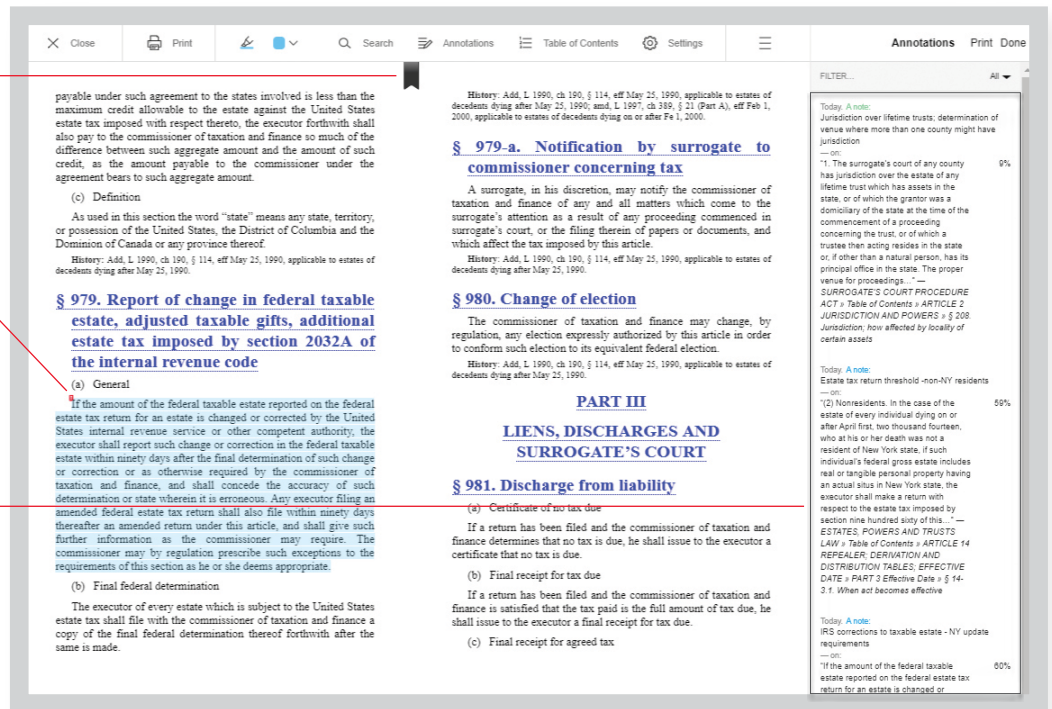 Close
Print
Search
Annotations
Table of Contents
Settings
Annotations Print Done
payable under such agreement to the states involved is less than the
maximum credit allowable to the estate against the United States
estate tax imposed with respect thereto, the executor forthwith shall
also pay to the commissioner of taxation and finance so much of the
difference between such aggregate amount and the amount of such
credit, as the amount payable to the commissioner under the
agreement bears to such aggregate amount.
(c) Definition
As used in this section the word “state” means any state, territory,
or possession of the United States, the District of Columbia and the
Dominion of Canada or any province thereof.
History: Add, L 1990, ch 190, § 114, eff May 25, 1990, applicable to estates of
decedents dying after May 25, 1990.
§ 979. Report of change in federal taxable
estate, adjusted taxable gifts, additional
estate tax imposed by section 2032A of
the internal revenue code
(a) General
If the amount of the federal taxable estate reported on the federal
estate tax return for an estate is changed or corrected by the United
States internal revenue service or other competent authority, the
executor shall report such change or correction in the federal taxable
estate within ninety days after the final determination of such change
or correction or as otherwise required by the commissioner of
taxation and finance, and shall concede the accuracy of such
determination or state wherein it is erroneous. Any executor filing an
amended federal estate tax return shall also file within ninety days
thereafter an amended return under this article, and shall give such
further information as the commissioner may require. The
commissioner may by regulation prescribe such exceptions to the
requirements of this section as he or she deems appropriate.
(b) Final federal determination
The executor of every estate which is subject to the United States
estate tax shall file with the commissioner of taxation and finance a
copy of the final federal determination thereof forthwith after the
same is made.
History: Add, L 1990, ch 190, § 114, eff May 25, 1990, applicable to estates of
decedents dying after May 25, 1990; amd, L 1997, ch 389, § 21 (Part A), eff Feb 1,
2000, applicable to estates of decedents dying on or after Fe 1, 2000.
§ 979-a. Notification by surrogate to
commissioner concerning tax
A surrogate, in his discretion, may notify the commissioner of
taxation and finance of any and all matters which come to the
surrogate’s attention as a result of any proceeding commenced in
surrogate’s court, or the filing therein of papers or documents, and
which affect the tax imposed by this article.
History: Add, L 1990, ch 190, § 114, eff May 25, 1990, applicable to estates of
decedents dying after May 25, 1990.
§ 980. Change of election
The commissioner of taxation and finance may change, by
regulation, any election expressly authorized by this article in order
to conform such election to its equivalent federal election.
History: Add, L 1990, ch 190, § 114, eff May 25, 1990, applicable to estates of
decedents dying after May 25, 1990.
PART III
LIENS, DISCHARGES AND
SURROGATE’S COURT
§ 981. Discharge from liability
(a) Certificate of no tax due
If a return has been filed and the commissioner of taxation and
finance determines that no tax is due, he shall issue to the executor a
certificate that no tax is due.
(b) Final receipt for tax due
If a return has been filed and the commissioner of taxation and
finance is satisfied that the tax paid is the full amount of tax due, he
shall issue to the executor a final receipt for tax due.
(c) Final receipt for agreed tax
FILTER... All
Today. A note:
Jurisdiction over lifetime trusts; determination of
venue where more than one county might have
jurisdiction
— on:
"1. The surrogate's court of any county 9%
has jurisdiction over the estate of any
lifetime trust which has assets in the
state, or of which the grantor was a
domiciliary of the state at the time of the
commencement of a proceeding
concerning the trust, or of which a
trustee then acting resides in the state
or, if other than a natural person, has its
principal office in the state. The proper
venue for proceedings..." —
SURROGATE'S COURT PROCEDURE
ACT » Table of Contents » ARTICLE 2
JURISDICTION AND POWERS » § 208.
Jurisdiction; how affected by locality of
certain assets
Today. A note:
Estate tax return threshold -non-NY residents
— on:
"(2) Nonresidents. In the case of the 59%
estate of every individual dying on or
after April first, two thousand fourteen,
who at his or her death was not a
resident of New York state, if such
individual's federal gross estate includes
real or tangible personal property having
an actual situs in New York state, the
executor shall make a return with
respect to the estate tax imposed by
section nine hundred sixty of this..." —
ESTATES, POWERS AND TRUSTS
LAW » Table of Contents » ARTICLE 14
REPEALER; DERIVATION AND
DISTRIBUTION TABLES; EFFECTIVE
DATE » PART 3 Effective Date » § 14-
3.1. When act becomes effective
Today. A note:
IRS corrections to taxable estate - NY update
requirements
— on:
"If the amount of the federal taxable 60%
estate reported on the federal estate tax
return for an estate is changed or